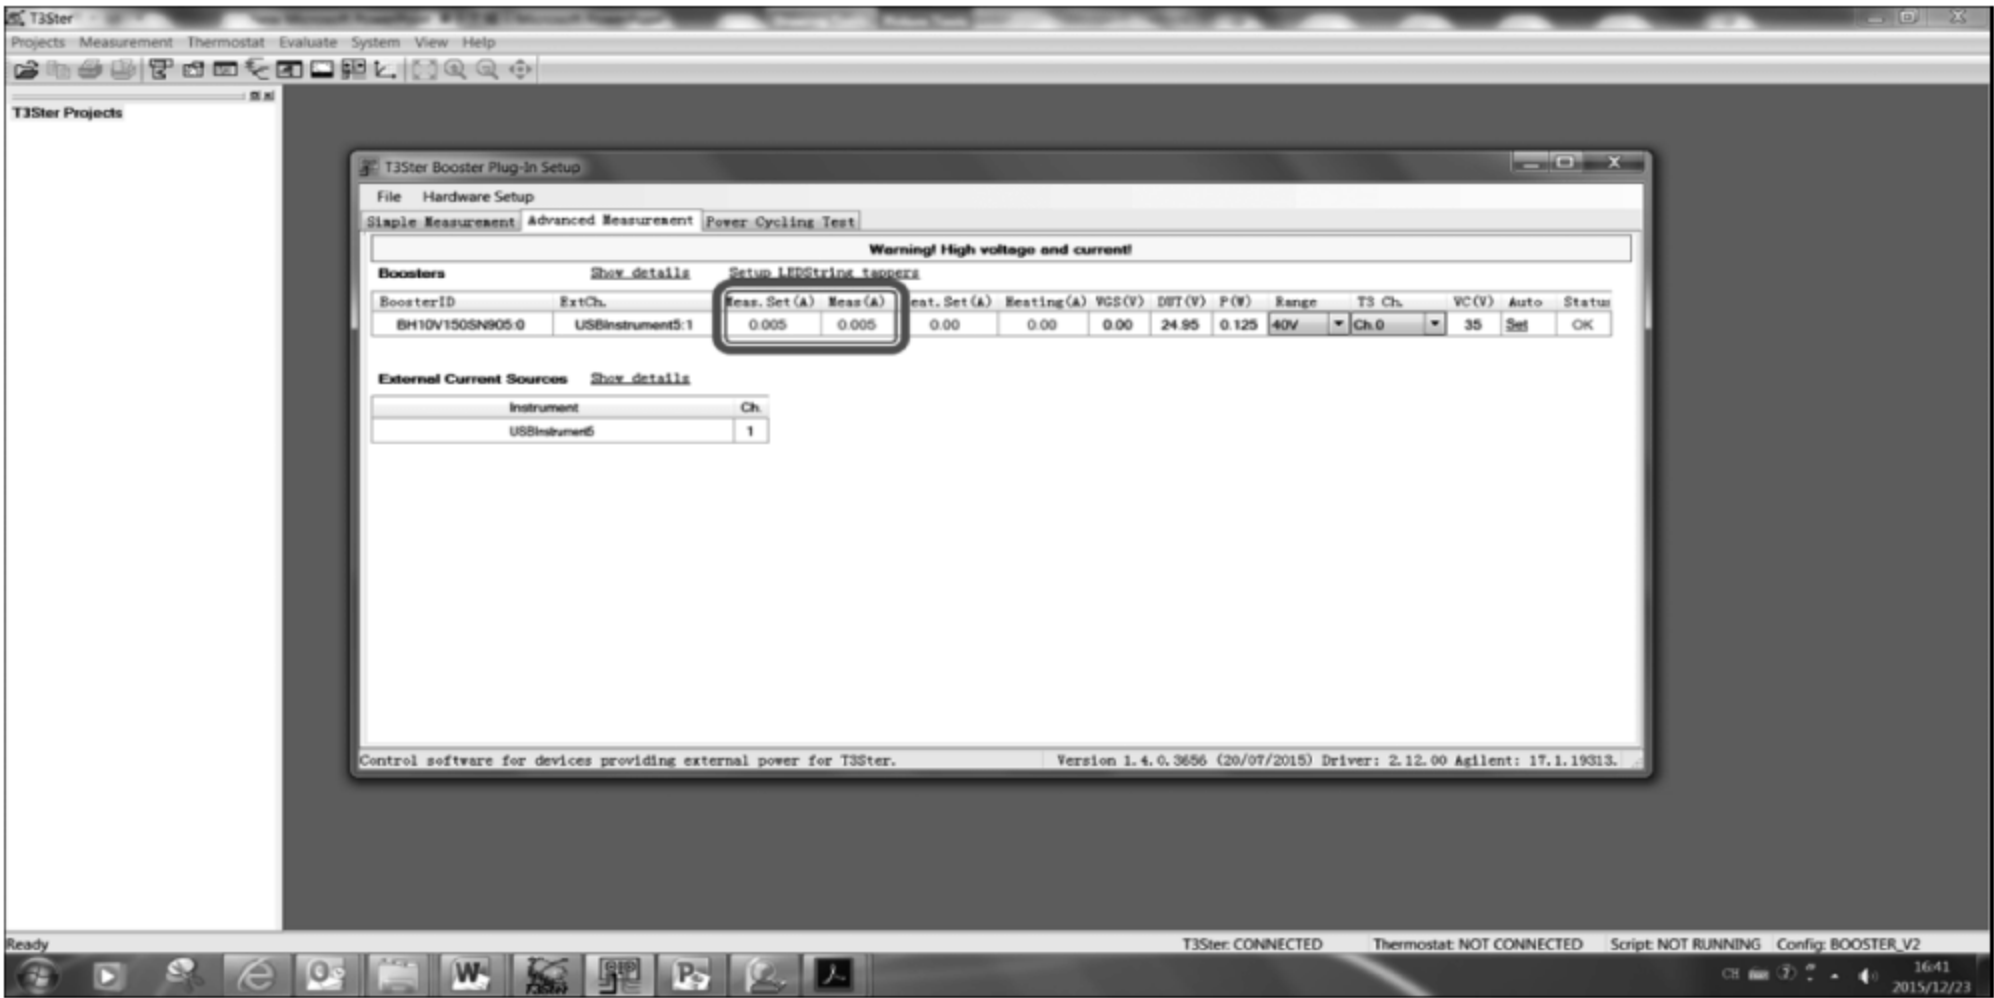 T3Ster
Projects Measurement Thermostat Evaluate System View Help
T3Ster Projects
T3Ster Booster Plug-In Setup
File Hardware Setup
Simple Measurement Advanced Measurement Power Cycling Test
Warning! High voltage and current!
Boosters Show details Setup LEDString tappers
BoosterID ExtCh. Meas.Set(A) Meas(A) eat.Set(A) Heating(A) VGS(V) DUT(V) P(W) Range TS Ch. VC(V) Auto Status
BH10V150SN905:0 USBInstrument5:1 0.005 0.005 0.00 0.00 0.00 24.95 0.125 40V Ch.0 35 Set OK
External Current Sources Show details
Instrument Ch.
USBInstrument5 1
Control software for devices providing external power for T3Ster. Version 1.4.0.3656 (20/07/2015) Driver: 2.12.00 Agilent: 17.1.19313.
Ready T3Ster: CONNECTED Thermostat: NOT CONNECTED Script: NOT RUNNING Config: BOOSTER_V2
CH 16:41
2015/12/23